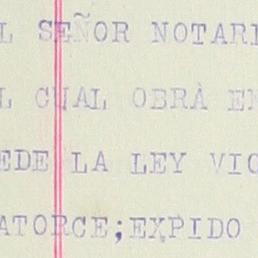 L SEÑOR NOTARI
L CUAL OBRÀ EN
EDE LA LEY VIG
ATORCE;EXPIDO